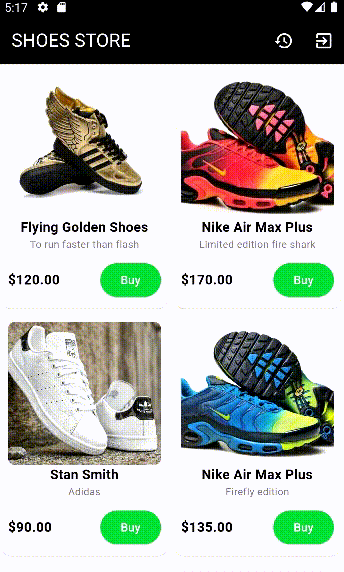 5:17
SHOES STORE
Flying Golden Shoes
To run faster than flash
$120.00
Buy
Nike Air Max Plus
Limited edition fire shark
$170.00
Buy
Stan Smith
Adidas
$90.00
Buy
Nike Air Max Plus
Firefly edition
$135.00
Buy